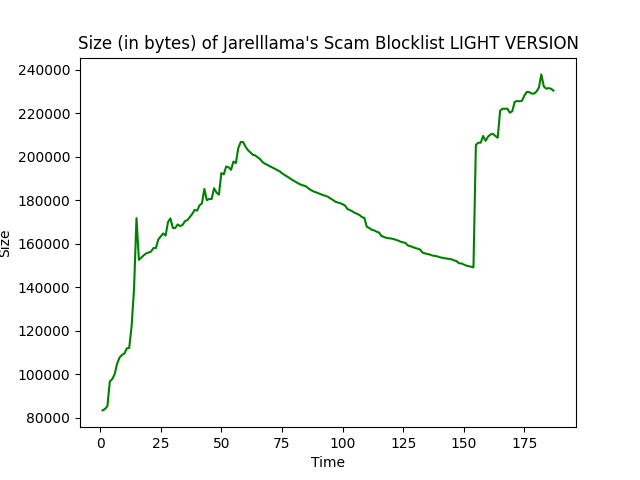 Size (in bytes) of Jarelllama's Scam Blocklist LIGHT VERSION
240000
220000
200000
180000
160000
140000
120000
100000
80000
Size
0 25 50 75 100 125 150 175
Time